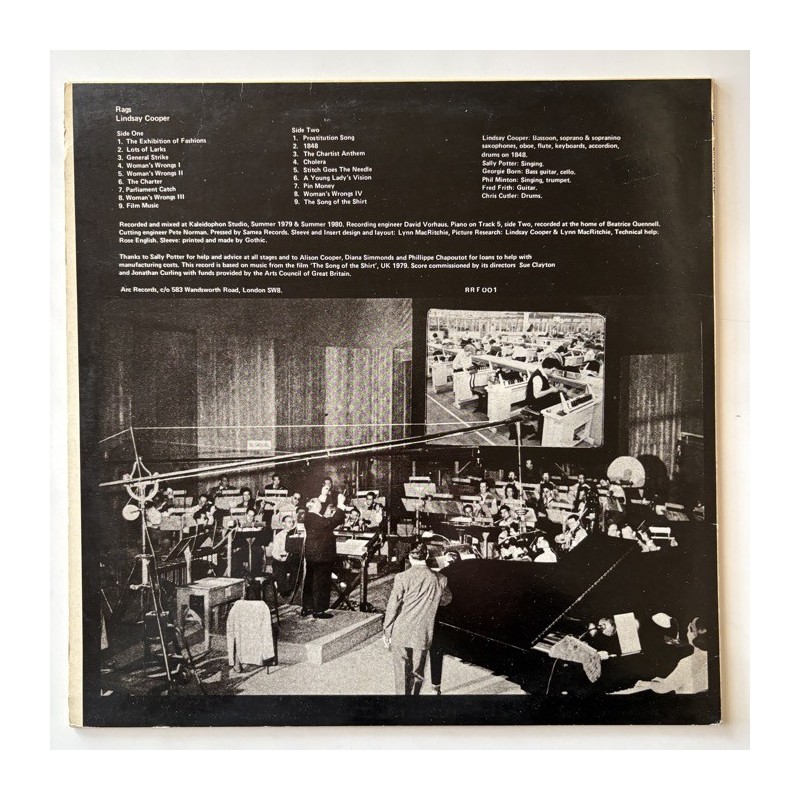 Rags
Lindsay Cooper
Side One
1. The Exhibition of Fashions
2. Lots of Larks
3. General Strike
4. Woman's Wrongs I
5. Woman's Wrongs II
6. The Charter
7. Parliament Catch
8. Woman's Wrongs III
9. Film Music
Side Two
1. Prostitution Song
2. 1848
3. The Chartist Anthem
4. Cholera
5. Stitch Goes The Needle
6. A Young Lady's Vision
7. Pin Money
8. Woman's Wrongs IV
9. The Song of the Shirt
Lindsay Cooper: Bassoon, soprano & sopranino
saxophones, oboe, flute, keyboards, accordion,
drums on 1848.
Sally Potter: Singing.
Georgie Born: Bass guitar, cello.
Phil Minton: Singing, trumpet.
Fred Frith: Guitar.
Chris Cutler: Drums.
Recorded and mixed at Kaleidophon Studio, Summer 1979 & Summer 1980. Recording engineer David Vorhaus. Piano on Track 5, side Two, recorded at the home of Beatrice Quennell.
Cutting engineer Pete Norman. Pressed by Samea Records. Sleeve and Insert design and layout: Lynn MacRitchie, Picture Research: Lindsay Cooper & Lynn MacRitchie, Technical help:
Rose English. Sleeve: printed and made by Gothic.
Thanks to Sally Potter for help and advice at all stages and to Alison Cooper, Diana Simmonds and Phillippe Chapoutot for loans to help with
manufacturing costs. This record is based on music from the film 'The Song of the Shirt', UK 1979. Score commissioned by its directors Sue Clayton
and Jonathan Curling with funds provided by the Arts Council of Great Britain.
Arc Records, c/o 583 Wandsworth Road, London SW8.
RRF001